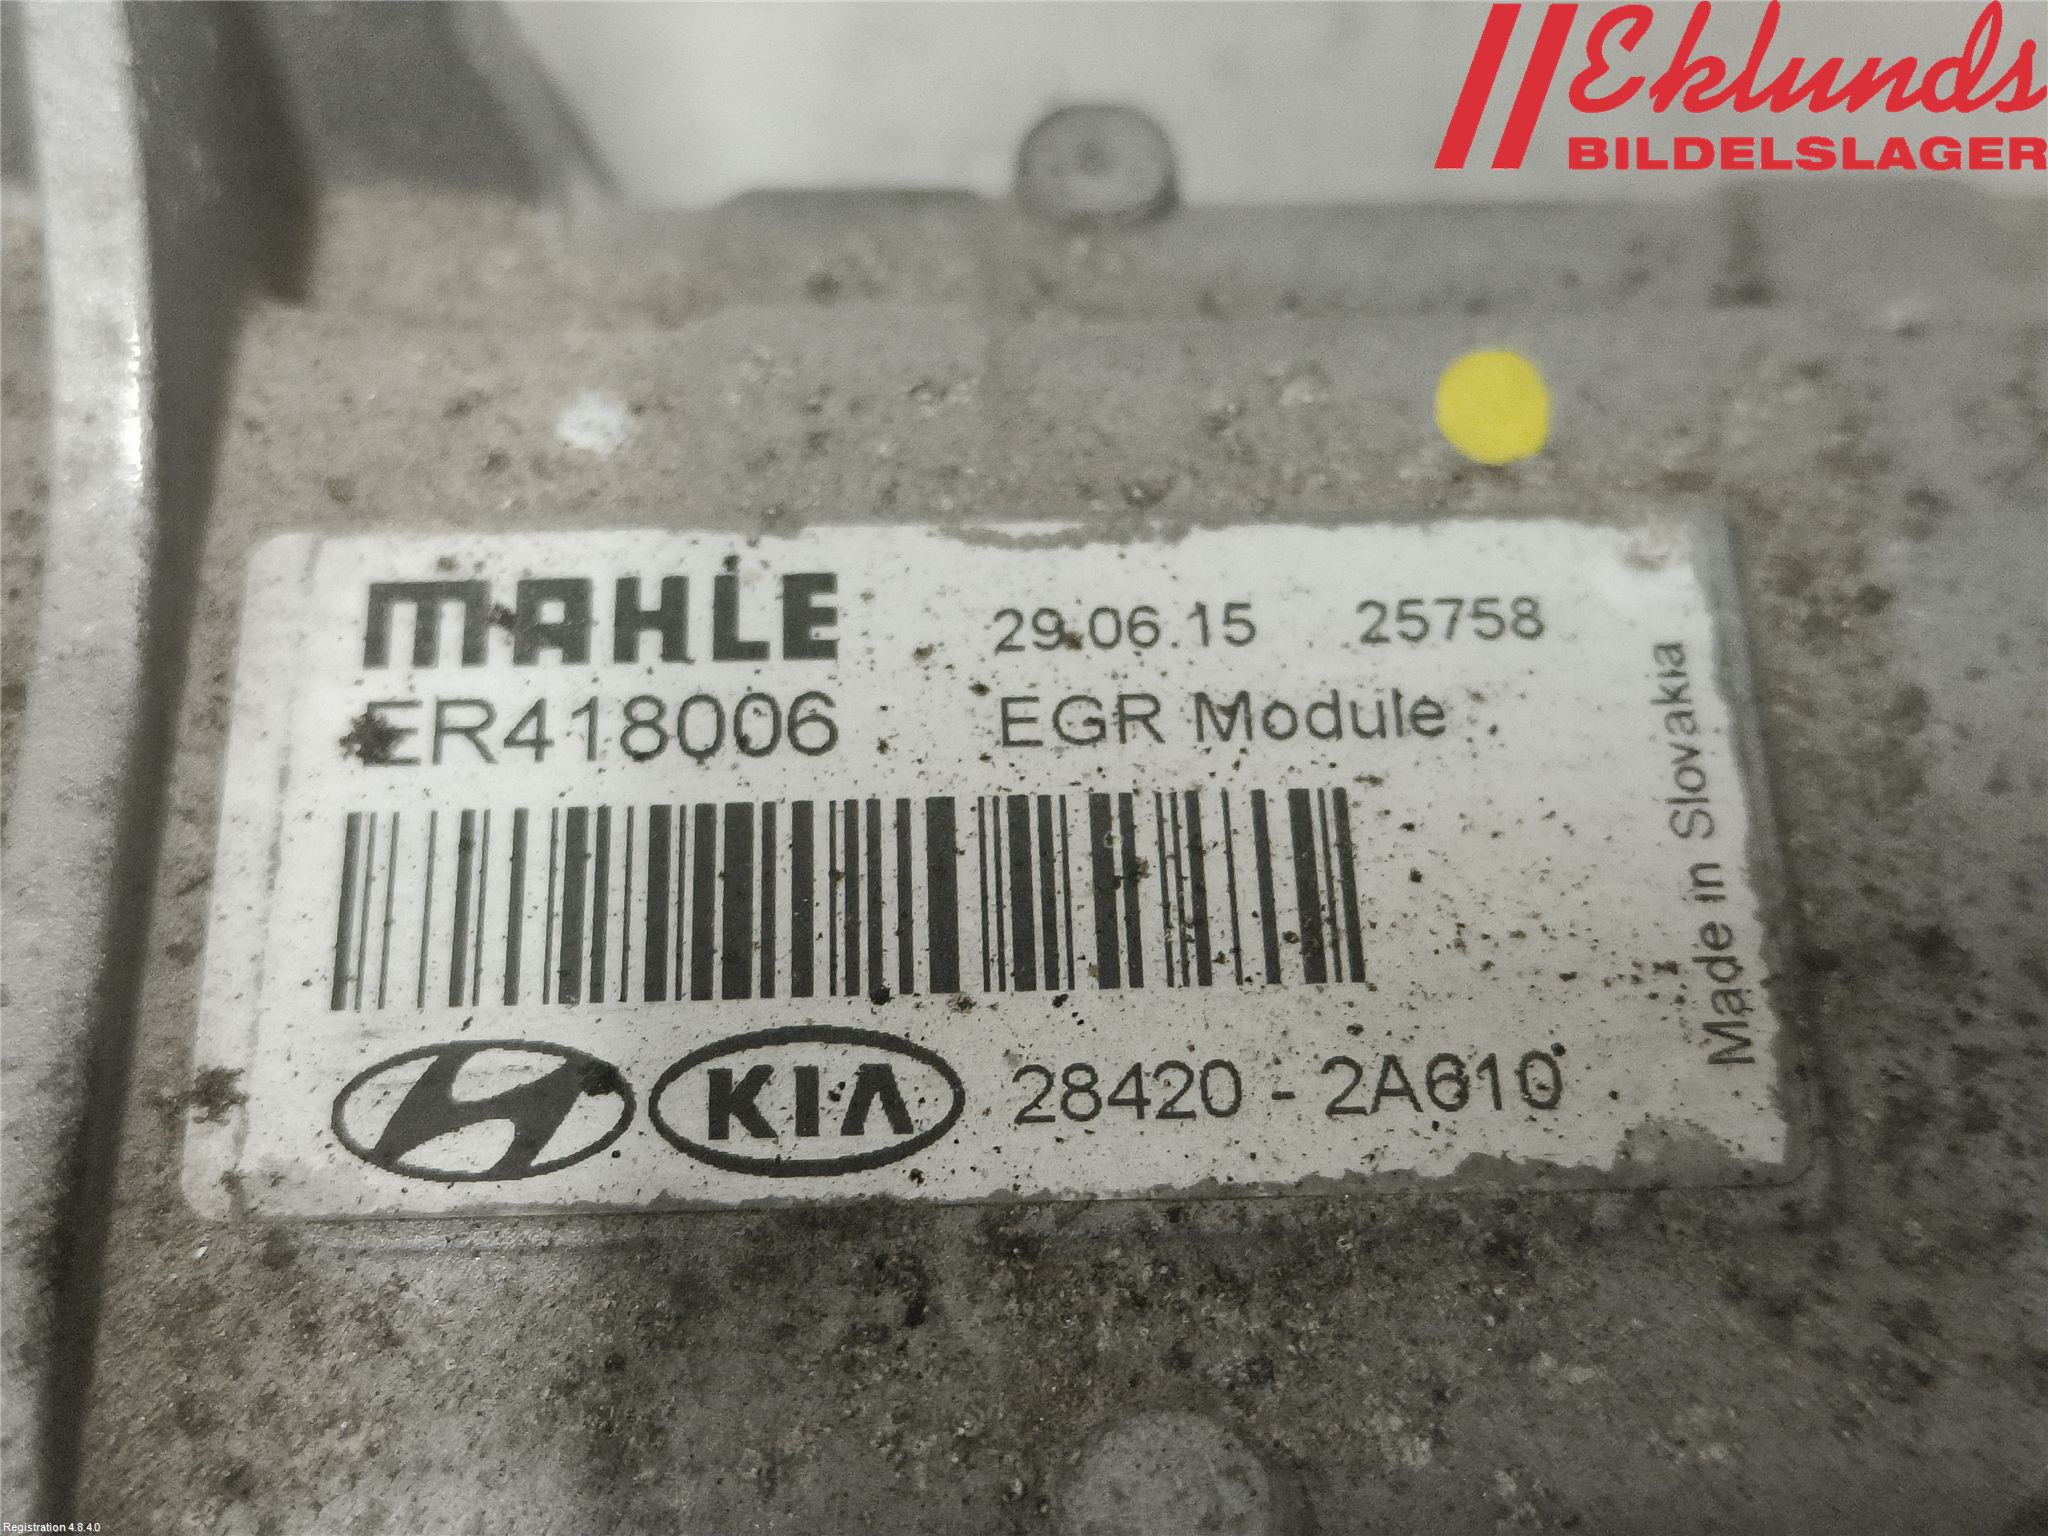 Eklunds
BILDELSLAGER
MAHLE 29.06.15 25758
ER418006 EGR Module
Made in Slovakia
KIA 28420 - 2A610
Registration 4.8.4.0